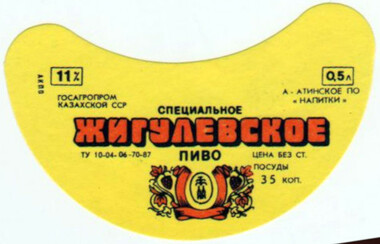 АКПО
11%
ГОСАГРОПРОМ
КАЗАХСКОЙ ССР
0,5л
А-АТИНСКОЕ ПО
«НАПИТКИ»
СПЕЦИАЛЬНОЕ
ЖИГУЛЕВСКОЕ
ПИВО
ТУ 10-04-06-70-87
ЦЕНА БЕЗ СТ.
ПОСУДЫ
35 КОП.